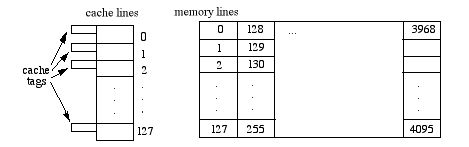 cache lines
memory lines
cache
tags
0
1
2
.
.
.
127
.
.
.
0 128 ... 3968
1 129
2 130
. . .
. . .
. . .
127 255 4095